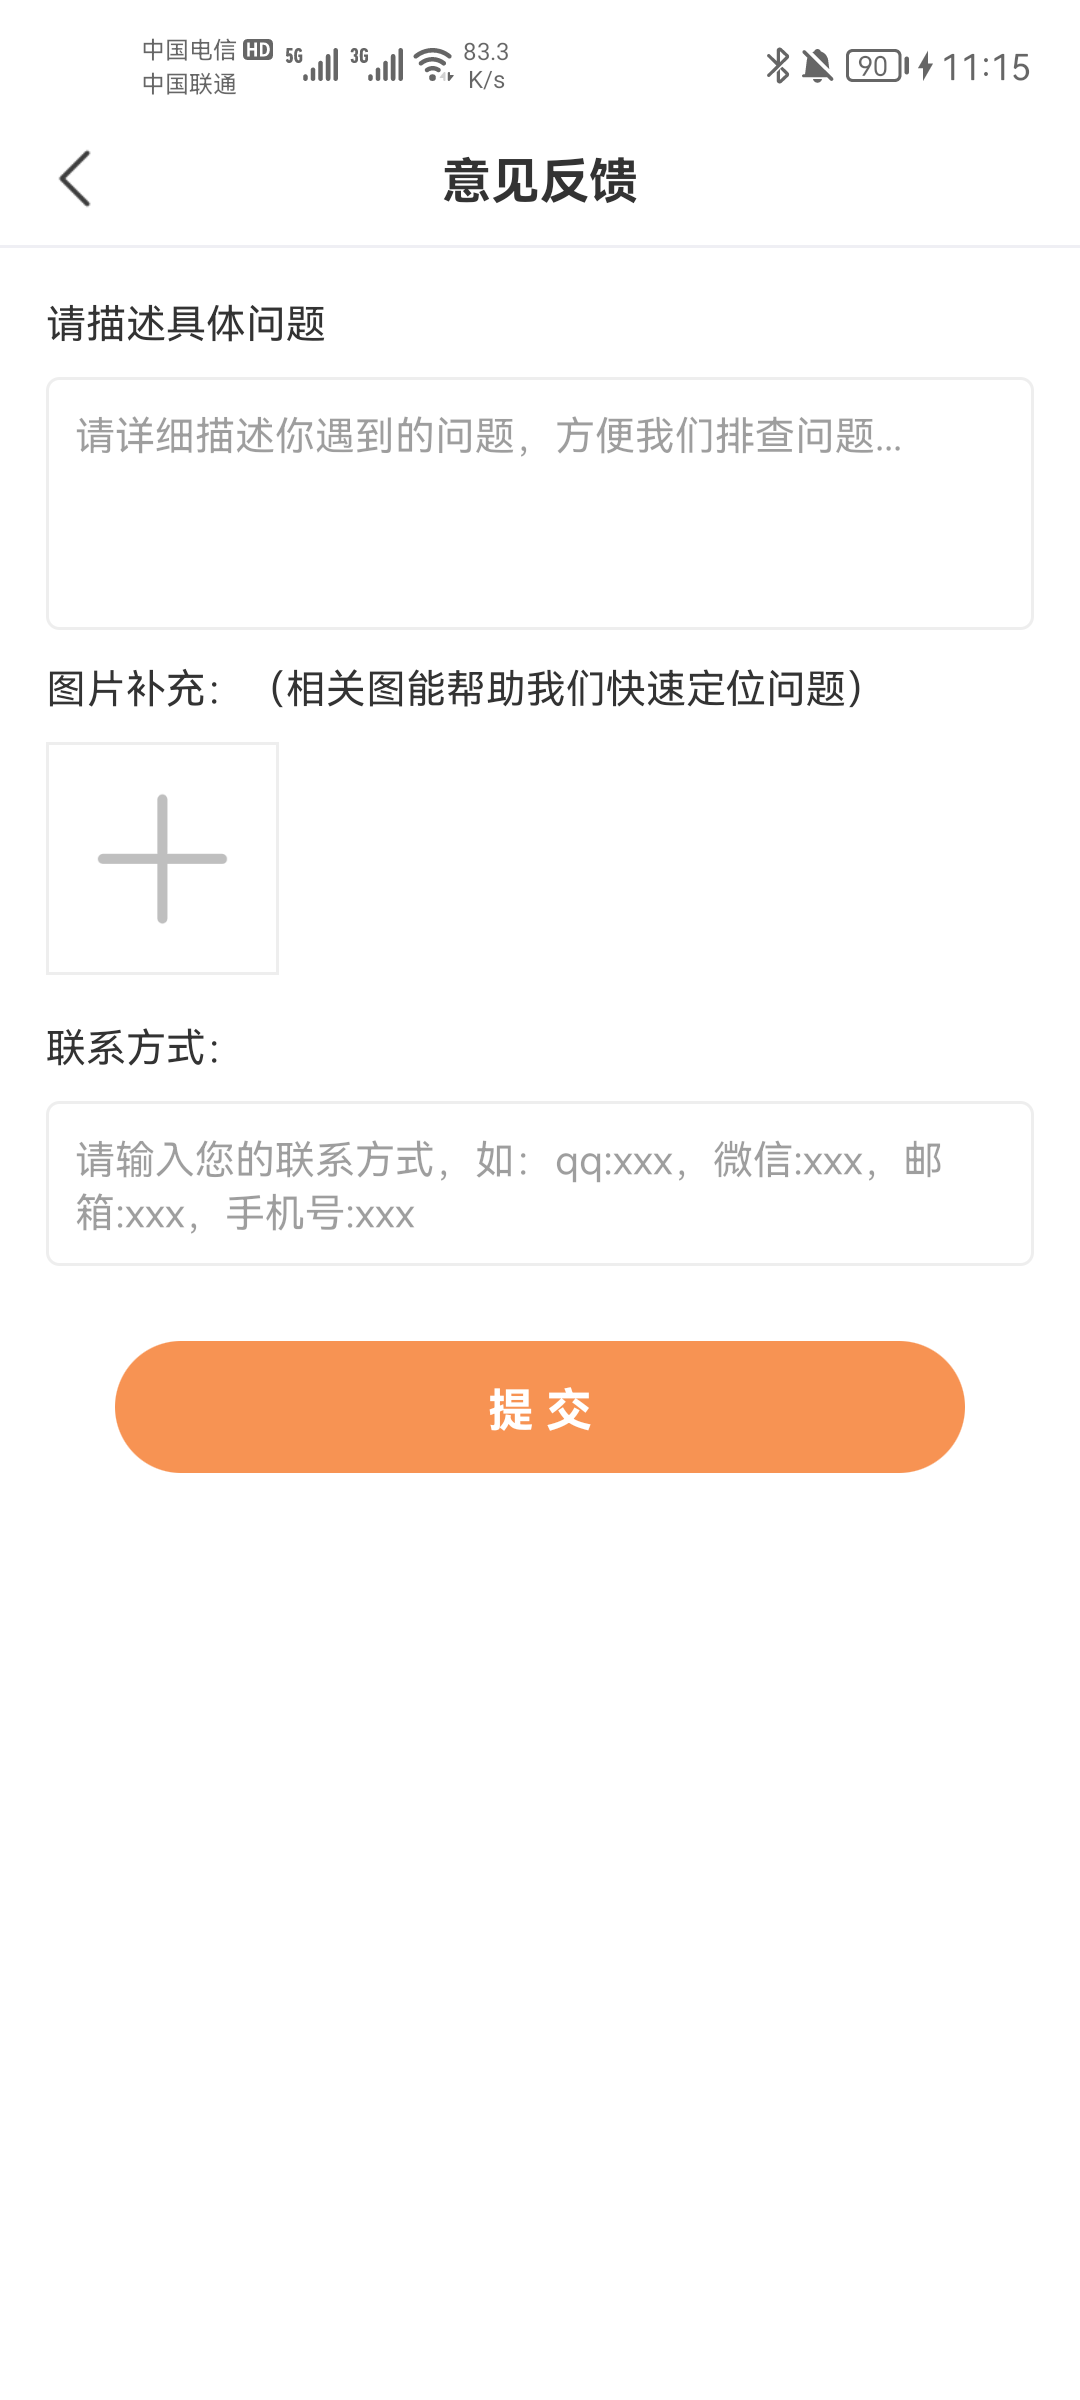 中国电信 HD 5G 3G 83.3
中国联通 K/s
90 11:15
意见反馈
请描述具体问题
请详细描述你遇到的问题，方便我们排查问题...
图片补充：（相关图能帮助我们快速定位问题）
联系方式：
请输入您的联系方式，如：qq:xxx，微信:xxx，邮
箱:xxx，手机号:xxx
提 交